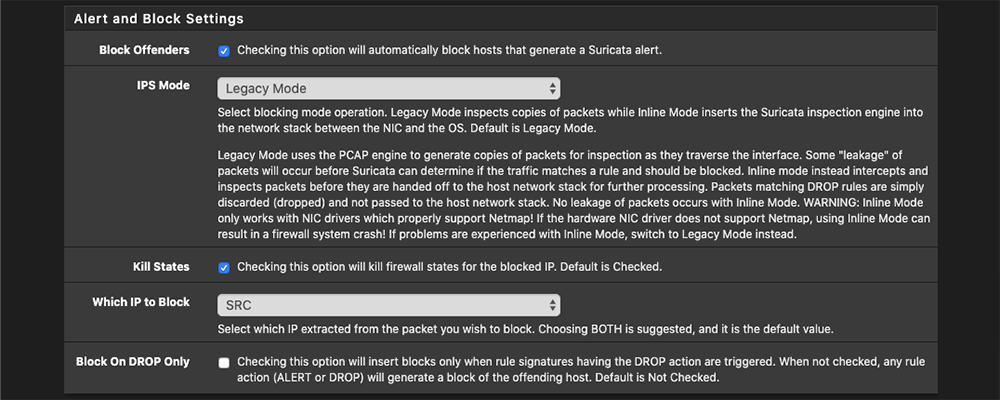 Alert and Block Settings
Block Offenders
Checking this option will automatically block hosts that generate a Suricata alert.
IPS Mode
Legacy Mode
Select blocking mode operation. Legacy Mode inspects copies of packets while Inline Mode inserts the Suricata inspection engine into
the network stack between the NIC and the OS. Default is Legacy Mode.
Legacy Mode uses the PCAP engine to generate copies of packets for inspection as they traverse the interface. Some "leakage" of
packets will occur before Suricata can determine if the traffic matches a rule and should be blocked. Inline mode instead intercepts and
inspects packets before they are handed off to the host network stack for further processing. Packets matching DROP rules are simply
discarded (dropped) and not passed to the host network stack. No leakage of packets occurs with Inline Mode. WARNING: Inline Mode
only works with NIC drivers which properly support Netmap! If the hardware NIC driver does not support Netmap, using Inline Mode can
result in a firewall system crash! If problems are experienced with Inline Mode, switch to Legacy Mode instead.
Kill States
Checking this option will kill firewall states for the blocked IP. Default is Checked.
Which IP to Block
SRC
Select which IP extracted from the packet you wish to block. Choosing BOTH is suggested, and it is the default value.
Block On DROP Only
Checking this option will insert blocks only when rule signatures having the DROP action are triggered. When not checked, any rule
action (ALERT or DROP) will generate a block of the offending host. Default is Not Checked.